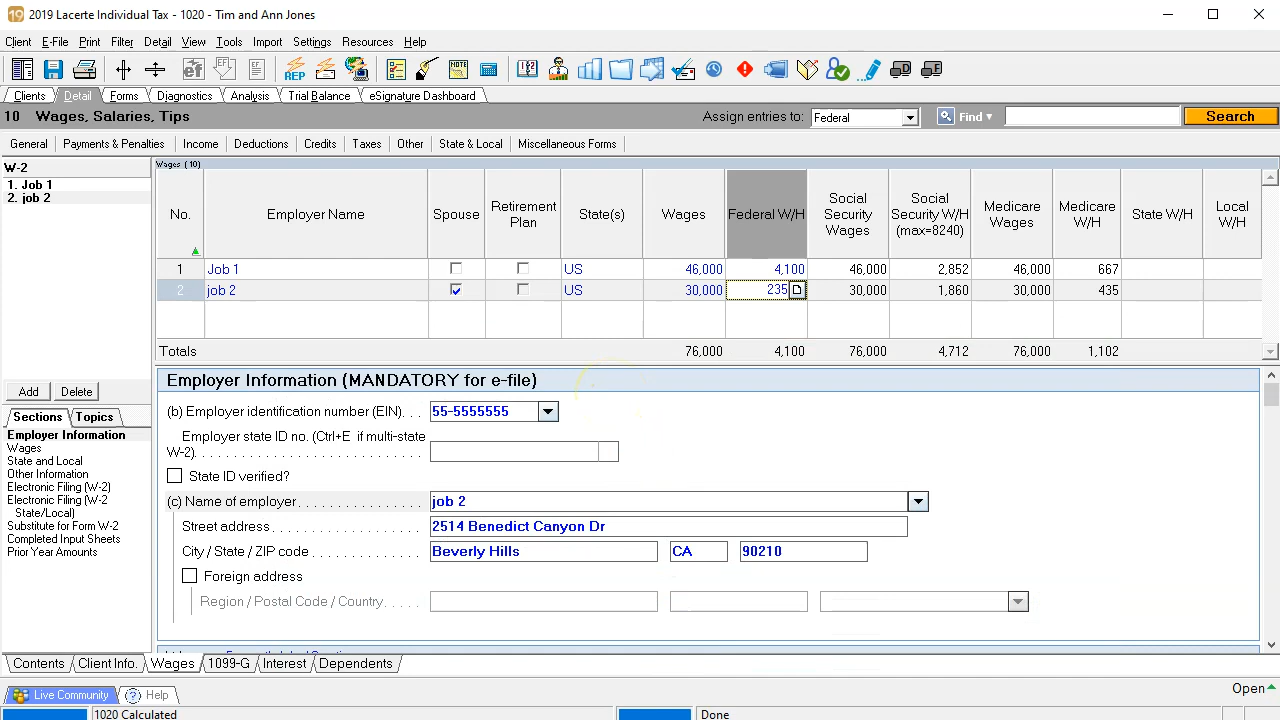 19 2019 Lacerte Individual Tax - 1020 - Tim and Ann Jones
Client E-File Print Filter Detail View Tools Import Settings Resources Help
ef EF REP NOTE D E
Clients Detail Forms Diagnostics Analysis Trial Balance eSignature Dashboard
10 Wages, Salaries, Tips Assign entries to: Federal Find Search
General Payments & Penalties Income Deductions Credits Taxes Other State & Local Miscellaneous Forms
W-2
1. Job 1
2. job 2
Add Delete
Sections Topics
Employer Information
Wages
State and Local
Other Information
Electronic Filing (W-2)
Electronic Filing (W-2
State/Local)
Substitute for Form W-2
Completed Input Sheets
Prior Year Amounts
Wages (10)
No. Employer Name Spouse Retirement Plan State(s) Wages Federal W/H Social Security Wages Social Security W/H (max=8240) Medicare Wages Medicare W/H State W/H Local W/H
1 Job 1 US 46,000 4,100 46,000 2,852 46,000 667
2 job 2 US 30,000 235 30,000 1,860 30,000 435
Totals 76,000 4,100 76,000 4,712 76,000 1,102
Employer Information (MANDATORY for e-file)
(b) Employer identification number (EIN). . . 55-5555555
Employer state ID no. (Ctrl+E if multi-state
W-2) . . . . . . . . . . . . . . . . . . . . . . . . . . . . .
State ID verified?
(c) Name of employer. . . . . . . . . . . . . . . . job 2
Street address. . . . . . . . . . . . . . . . . . . 2514 Benedict Canyon Dr
City / State / ZIP code . . . . . . . . . . . . . Beverly Hills CA 90210
Foreign address
Region / Postal Code / Country. . . . .
Contents Client Info. Wages 1099-G Interest Dependents
Live Community Help Open
1020 Calculated Done